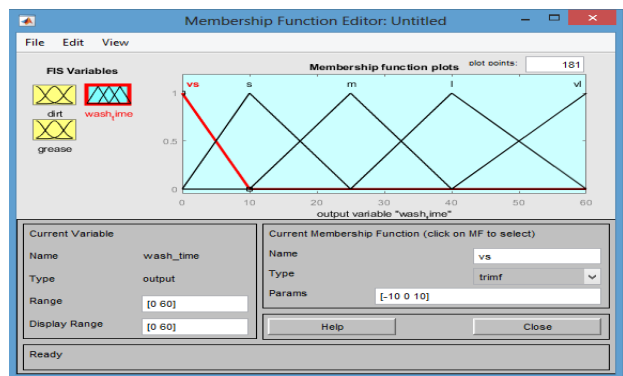 Membership Function Editor: Untitled
File Edit View
FIS Variables
dirt
wash_time
grease
Membership function plots
plot points:
181
vs s m l vl
1
0.5
0
0 10 20 30 40 50 60
output variable "wash_time"
Current Variable
Name wash_time
Type output
Range [0 60]
Display Range [0 60]
Current Membership Function (click on MF to select)
Name vs
Type trimf
Params [-10 0 10]
Help Close
Ready